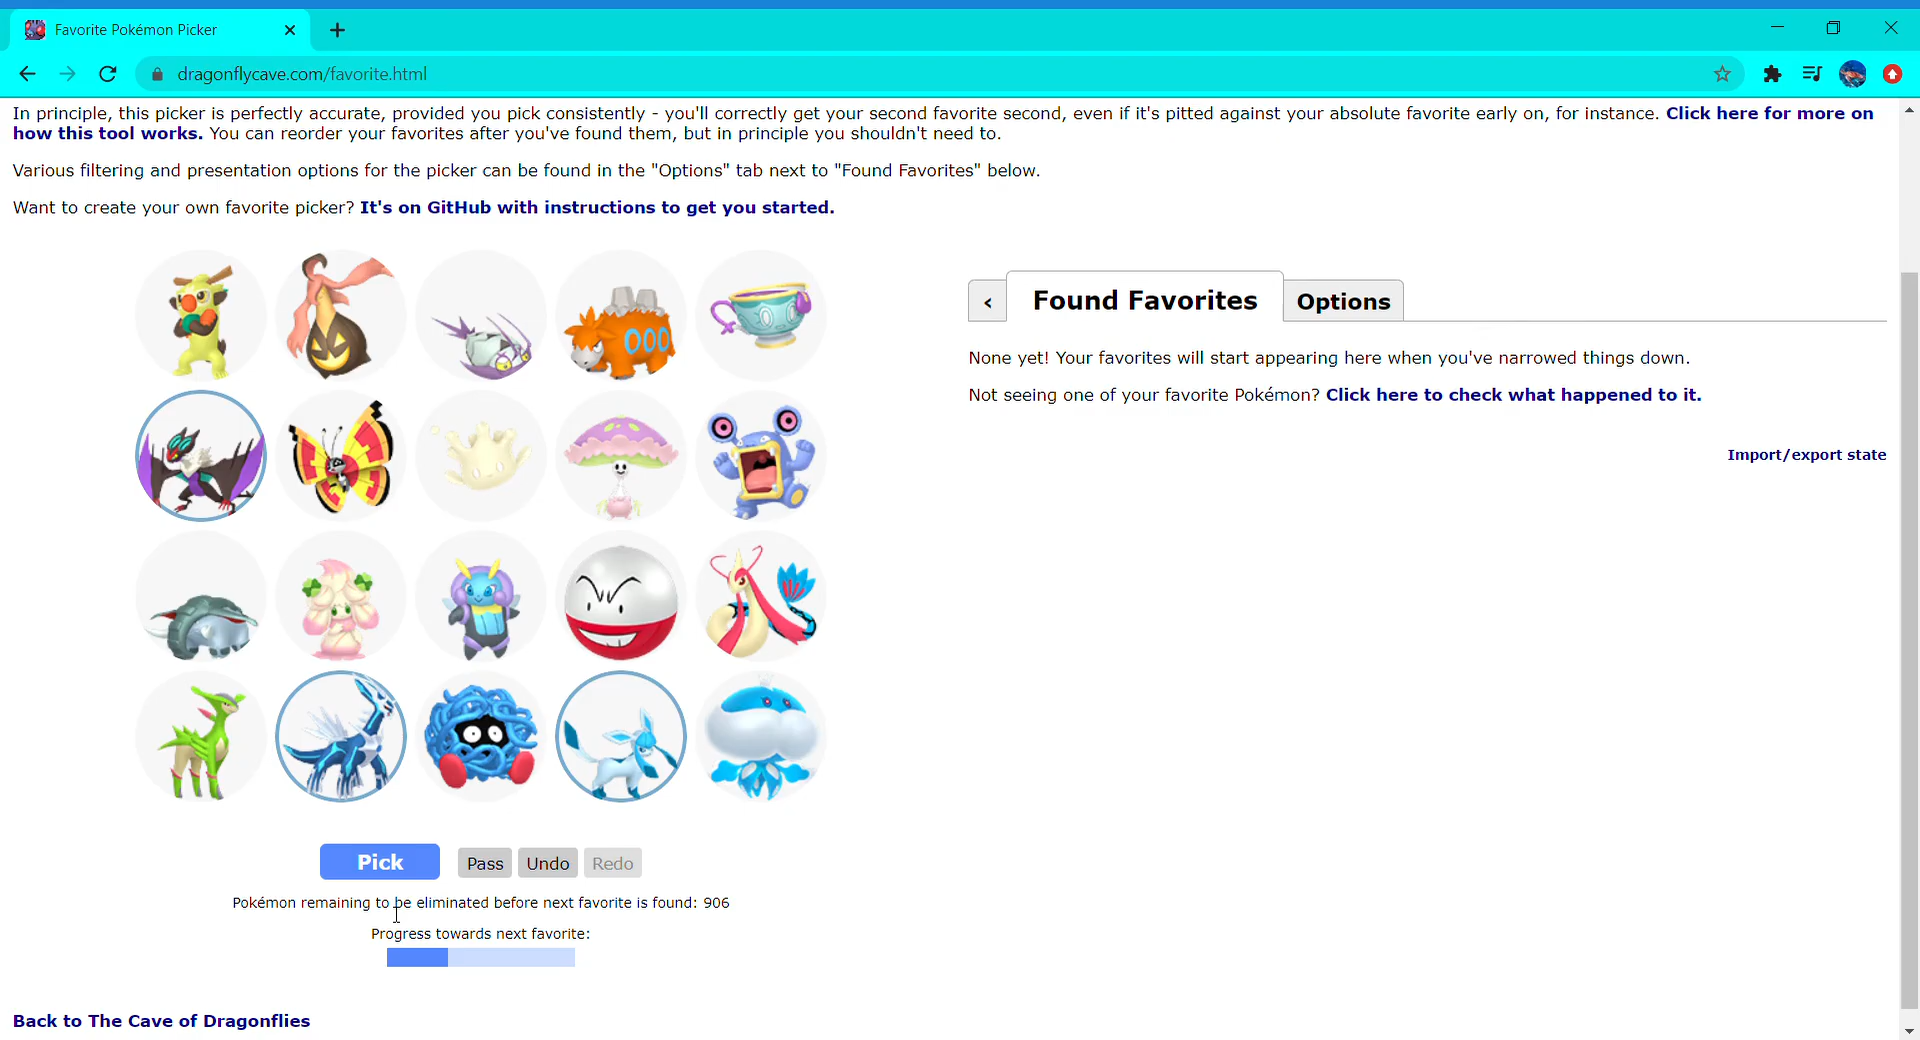 Favorite Pokémon Picker
dragonflycave.com/favorite.html
In principle, this picker is perfectly accurate, provided you pick consistently - you'll correctly get your second favorite second, even if it's pitted against your absolute favorite early on, for instance. Click here for more on
how this tool works. You can reorder your favorites after you've found them, but in principle you shouldn't need to.
Various filtering and presentation options for the picker can be found in the "Options" tab next to "Found Favorites" below.
Want to create your own favorite picker? It's on GitHub with instructions to get you started.
‹ Found Favorites Options
None yet! Your favorites will start appearing here when you've narrowed things down.
Not seeing one of your favorite Pokémon? Click here to check what happened to it.
Import/export state
Pick Pass Undo Redo
Pokémon remaining to be eliminated before next favorite is found: 906
Progress towards next favorite:
Back to The Cave of Dragonflies